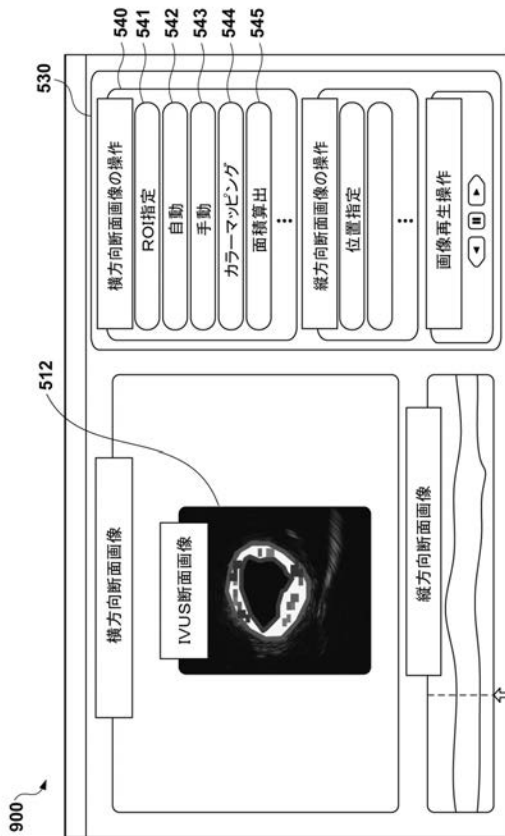 900
530
横方向断面画像
512
IVUS断面画像
縦方向断面画像
横方向断面画像の操作
540
ROI指定
541
自動
542
手動
543
カラーマッピング
544
面積算出
545
縦方向断面画像の操作
位置指定
画像再生操作